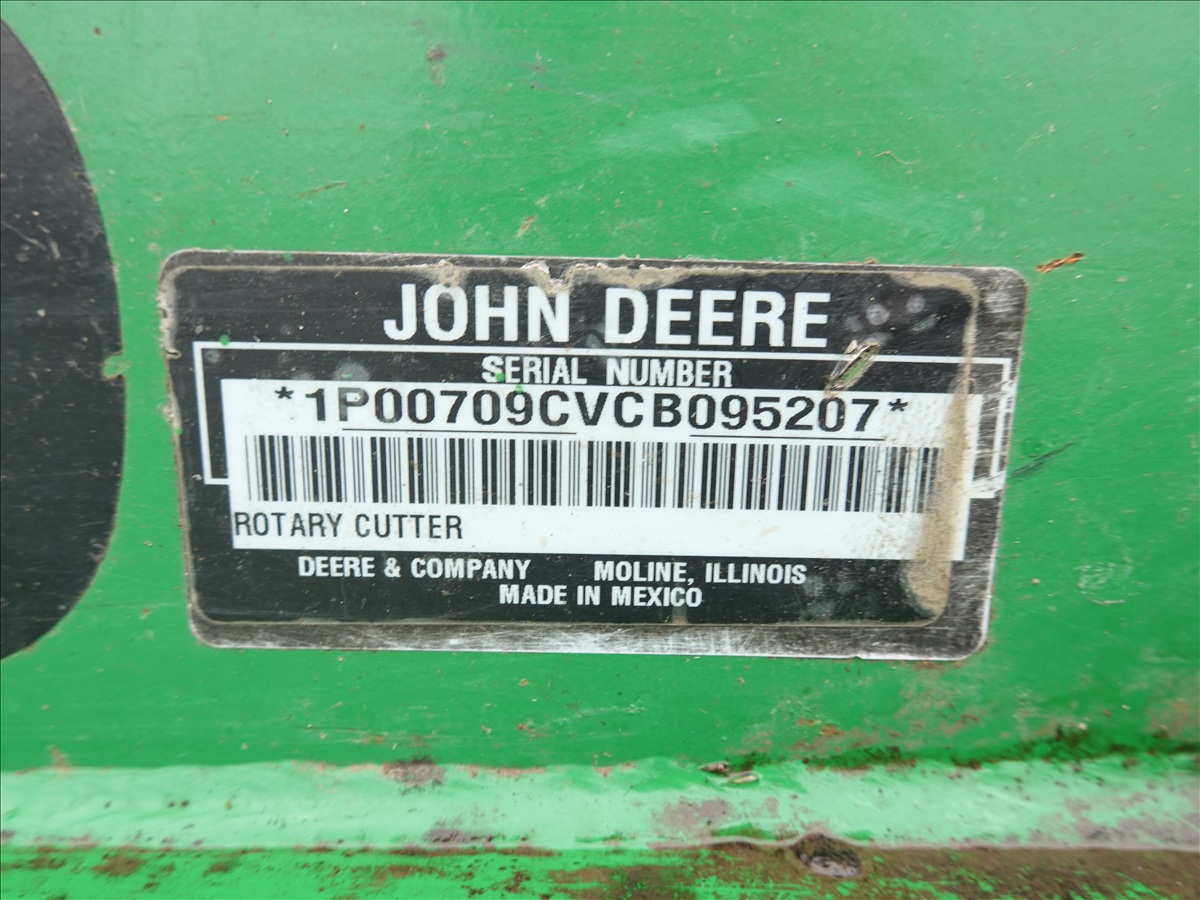 JOHN DEERE
SERIAL NUMBER
*1P00709CVCB095207*
ROTARY CUTTER
DEERE & COMPANY MOLINE, ILLINOIS
MADE IN MEXICO